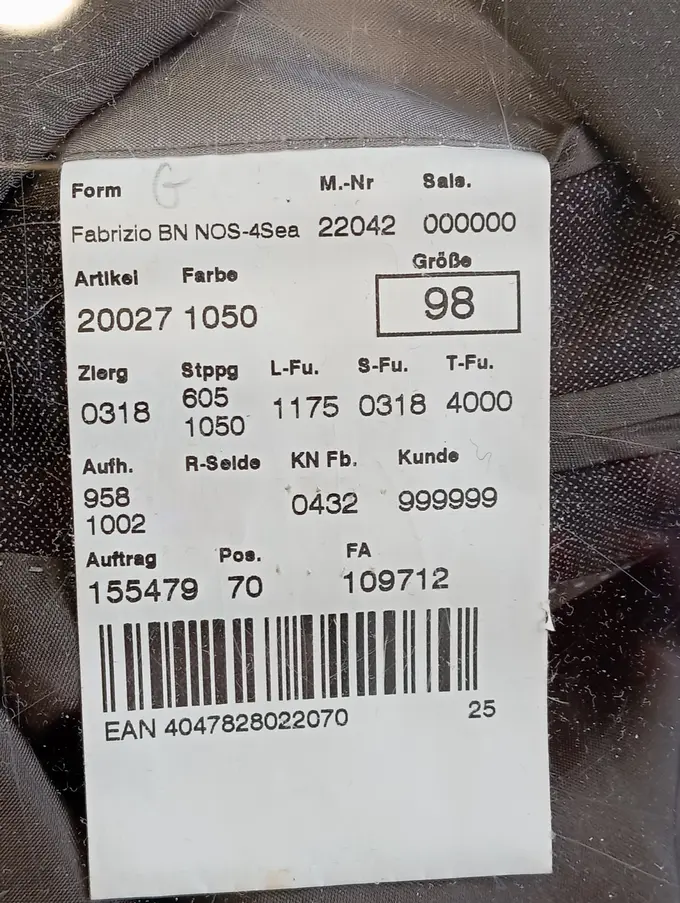 Form G M.-Nr Sais.
Fabrizio BN NOS-4Sea 22042 000000
Artikel Farbe Größe
20027 1050 98
Zierg Stppg L-Fu. S-Fu. T-Fu.
0318 605 1175 0318 4000
1050
Aufh. R-Seide KN Fb. Kunde
958 0432 999999
1002
Auftrag Pos. FA
155479 70 109712
EAN 4047828022070 25